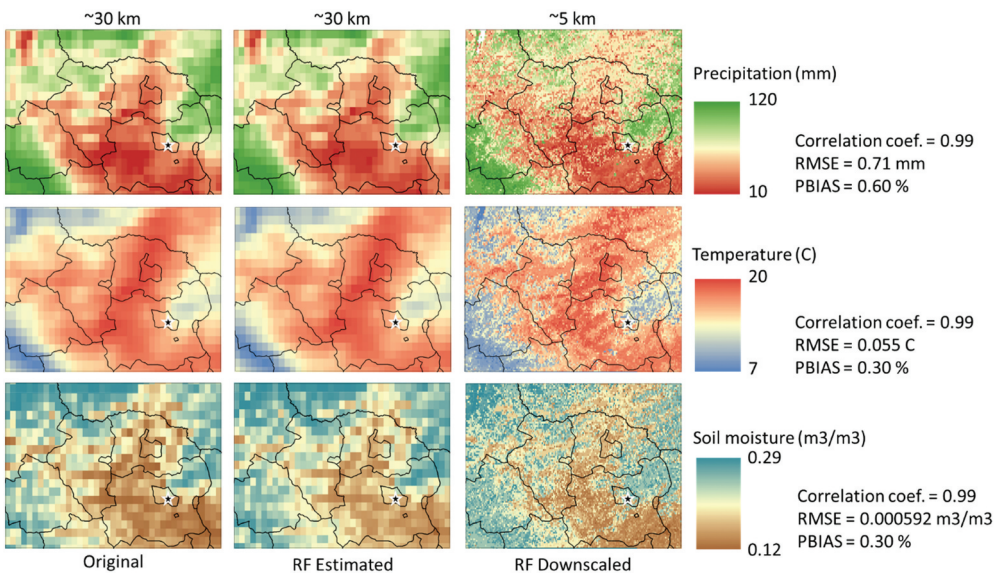 ~30 km
~30 km
~5 km
Precipitation (mm)
120
10
Correlation coef. = 0.99
RMSE = 0.71 mm
PBIAS = 0.60 %
Temperature (C)
20
7
Correlation coef. = 0.99
RMSE = 0.055 C
PBIAS = 0.30 %
Soil moisture (m3/m3)
0.29
0.12
Correlation coef. = 0.99
RMSE = 0.000592 m3/m3
PBIAS = 0.30 %
Original
RF Estimated
RF Downscaled